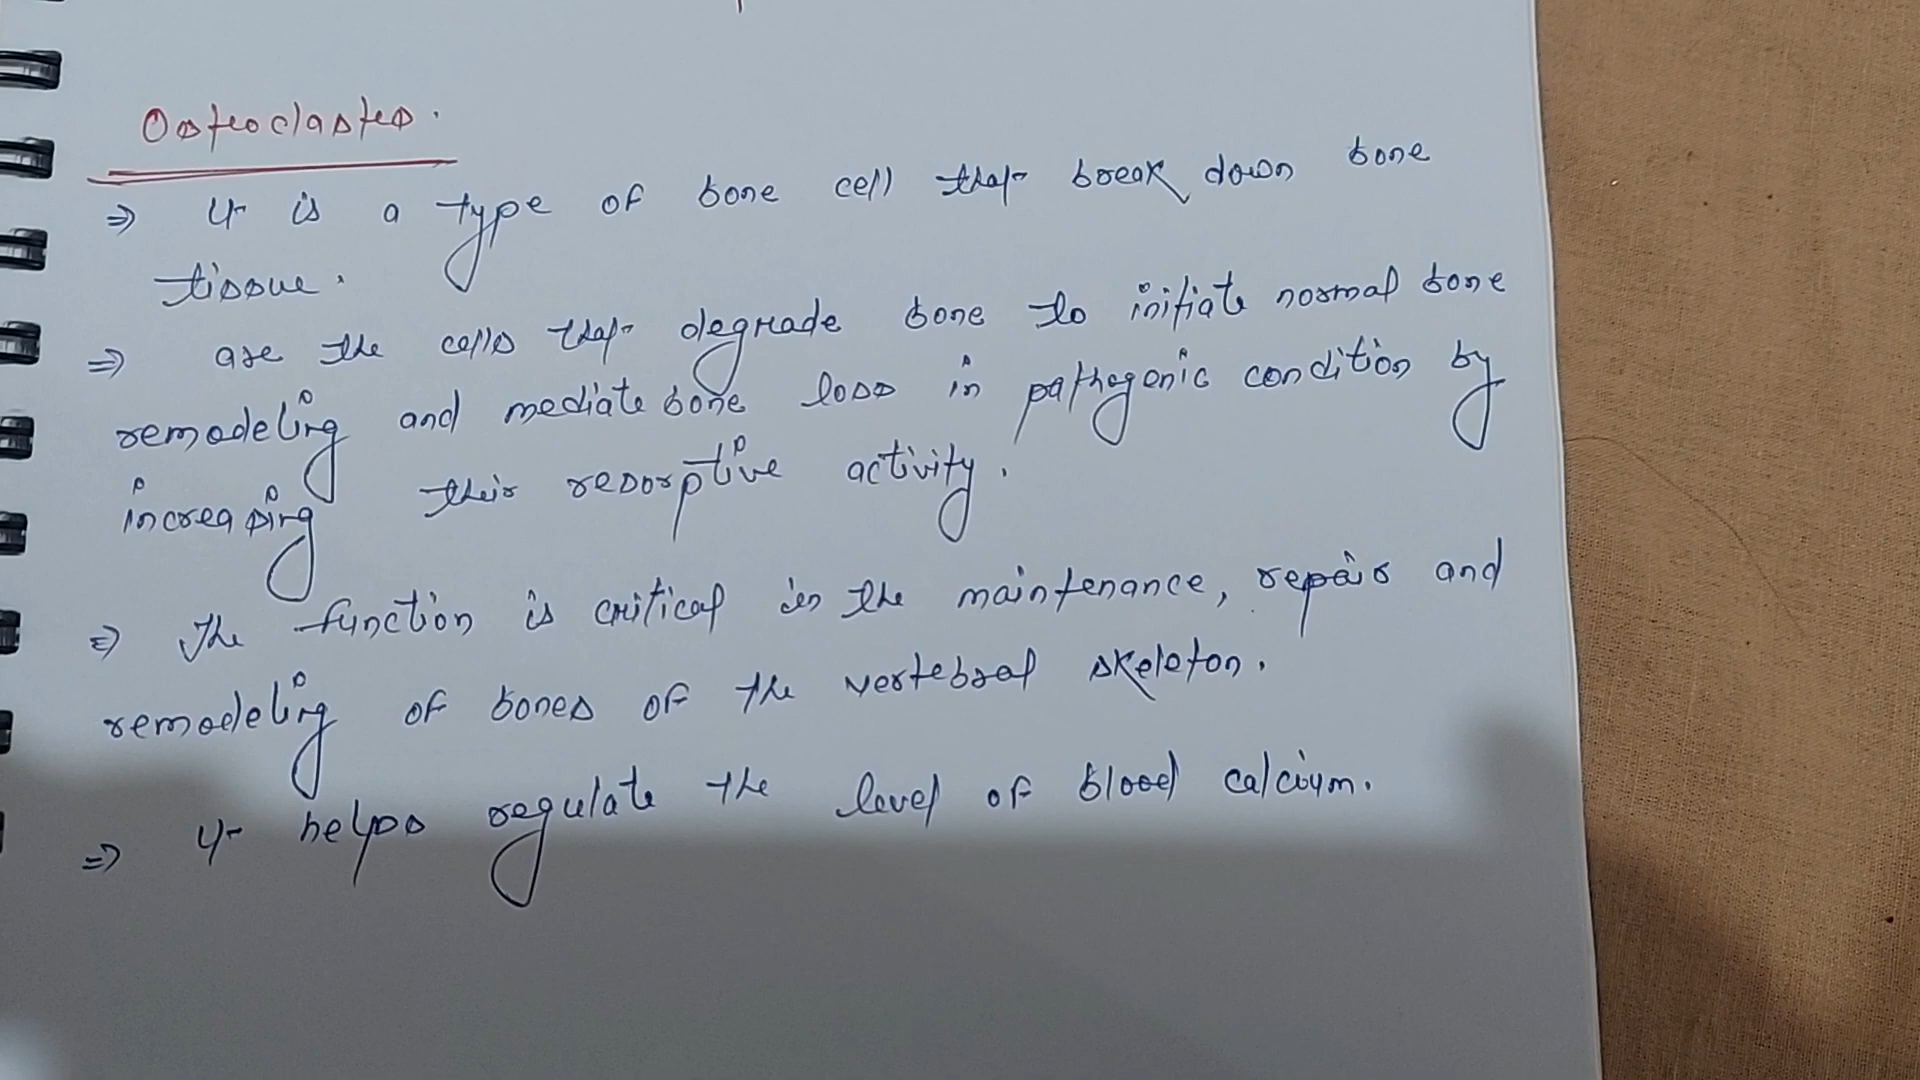 Osteoclastes.
⇒ It is a type of bone cell that break down bone
tissue.
⇒ are the cells that degrade bone to initiate normal bone
remodeling and mediate bone loss in pathogenic condition by
increasing their resorptive activity.
⇒ The function is critical in the maintenance, repair and
remodeling of bones of the vertebral skeleton.
⇒ It helps regulate the level of blood calcium.